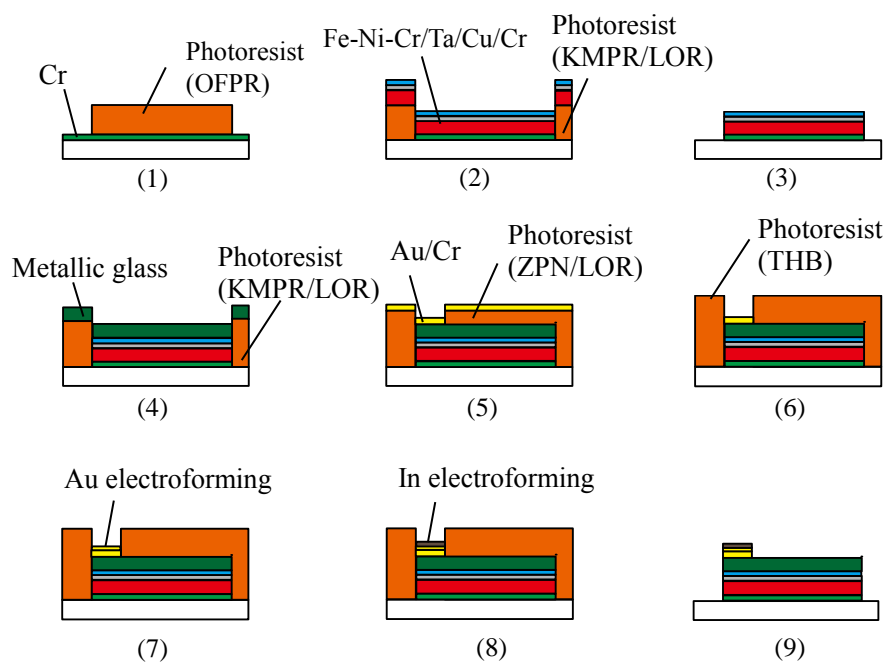 Cr
Photoresist
(OFPR)
(1)
Fe-Ni-Cr/Ta/Cu/Cr
Photoresist
(KMPR/LOR)
(2)
(3)
Metallic glass
Photoresist
(KMPR/LOR)
(4)
Au/Cr
Photoresist
(ZPN/LOR)
(5)
Photoresist
(THB)
(6)
Au electroforming
(7)
In electroforming
(8)
(9)